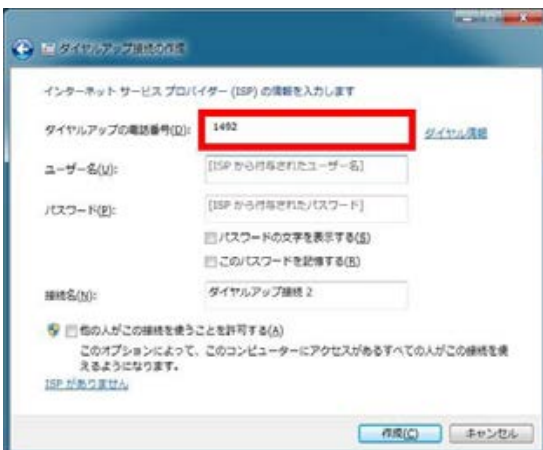 ダイヤルアップ接続の作成
インターネット サービス プロバイダー (ISP) の情報を入力します
ダイヤルアップの電話番号(D): 1492 ダイヤル情報
ユーザー名(U): [ISP から付与されたユーザー名]
パスワード(P): [ISP から付与されたパスワード]
パスワードの文字を表示する(S)
このパスワードを記憶する(R)
接続名(N): ダイヤルアップ接続 2
他の人がこの接続を使うことを許可する(A)
このオプションによって、このコンピューターにアクセスがあるすべての人がこの接続を使
えるようになります。
ISP がありません
作成(C) キャンセル